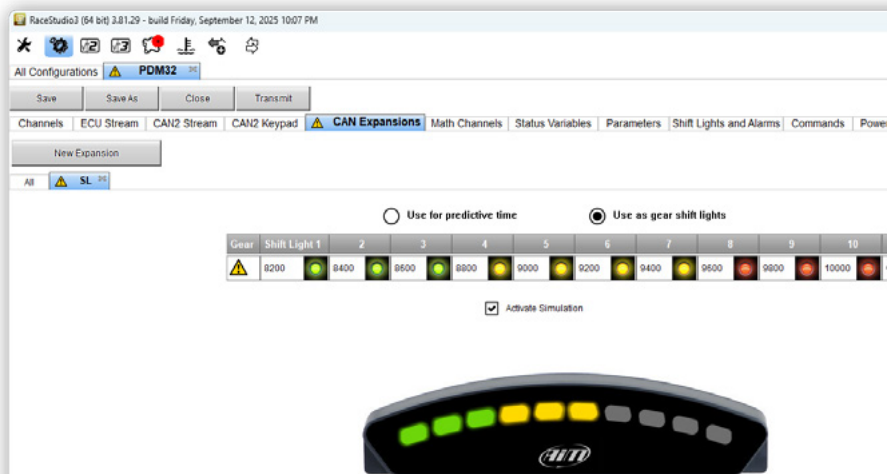 RaceStudio3 (64 bit) 3.81.29 - build Friday, September 12, 2025 10:07 PM
All Configurations PDM32
Save Save As Close Transmit
Channels ECU Stream CAN2 Stream CAN2 Keypad CAN Expansions Math Channels Status Variables Parameters Shift Lights and Alarms Commands Powe
New Expansion
All SL
Use for predictive time Use as gear shift lights
Gear Shift Light 1 2 3 4 5 6 7 8 9 10
8200 8400 8600 8800 9000 9200 9400 9600 9800 10000
Activate Simulation
AiM